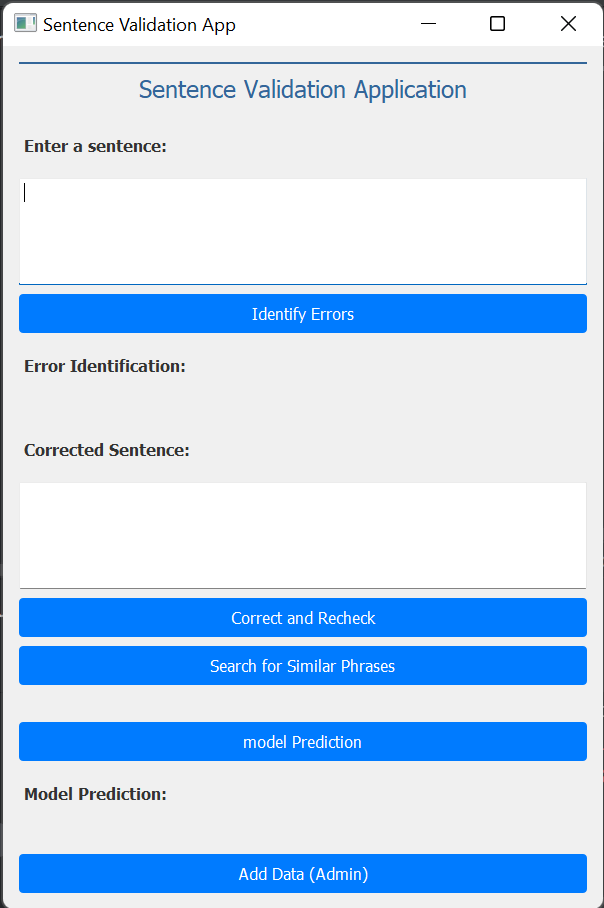 Sentence Validation App
Sentence Validation Application
Enter a sentence:
Identify Errors
Error Identification:
Corrected Sentence:
Correct and Recheck
Search for Similar Phrases
model Prediction
Model Prediction:
Add Data (Admin)